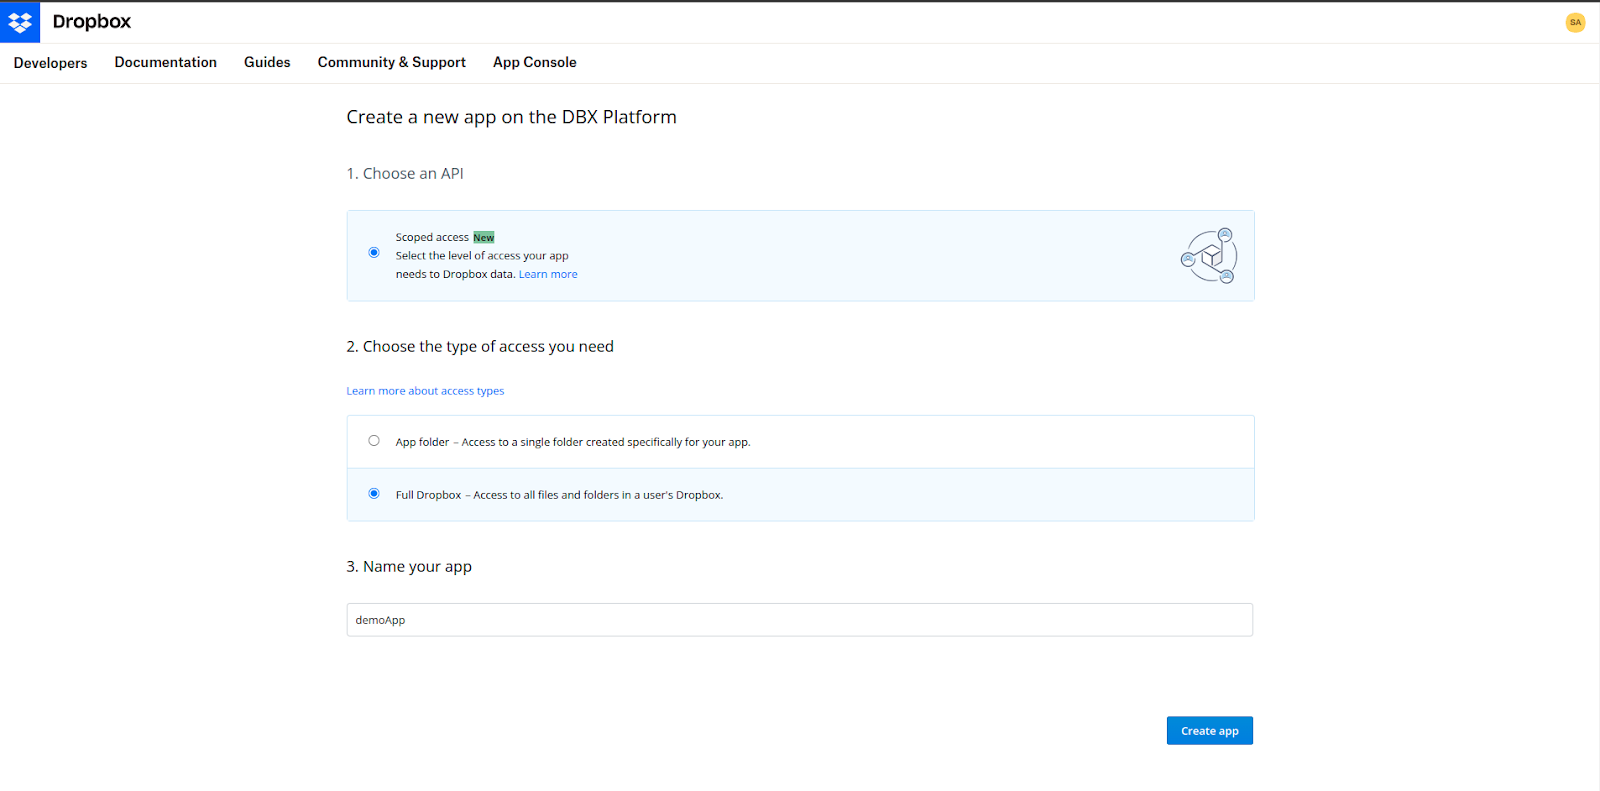 Dropbox
SA
Developers Documentation Guides Community & Support App Console
Create a new app on the DBX Platform
1. Choose an API
Scoped access New
Select the level of access your app
needs to Dropbox data. Learn more
2. Choose the type of access you need
Learn more about access types
App folder – Access to a single folder created specifically for your app.
Full Dropbox – Access to all files and folders in a user's Dropbox.
3. Name your app
demoApp
Create app